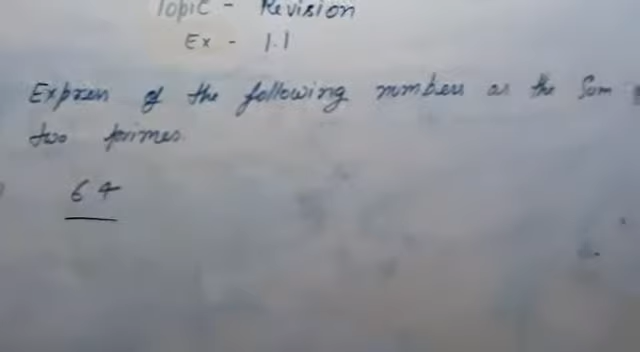 Topic - Revision
Ex - 1.1
Express of the following numbers as the Sum
two primes.
64